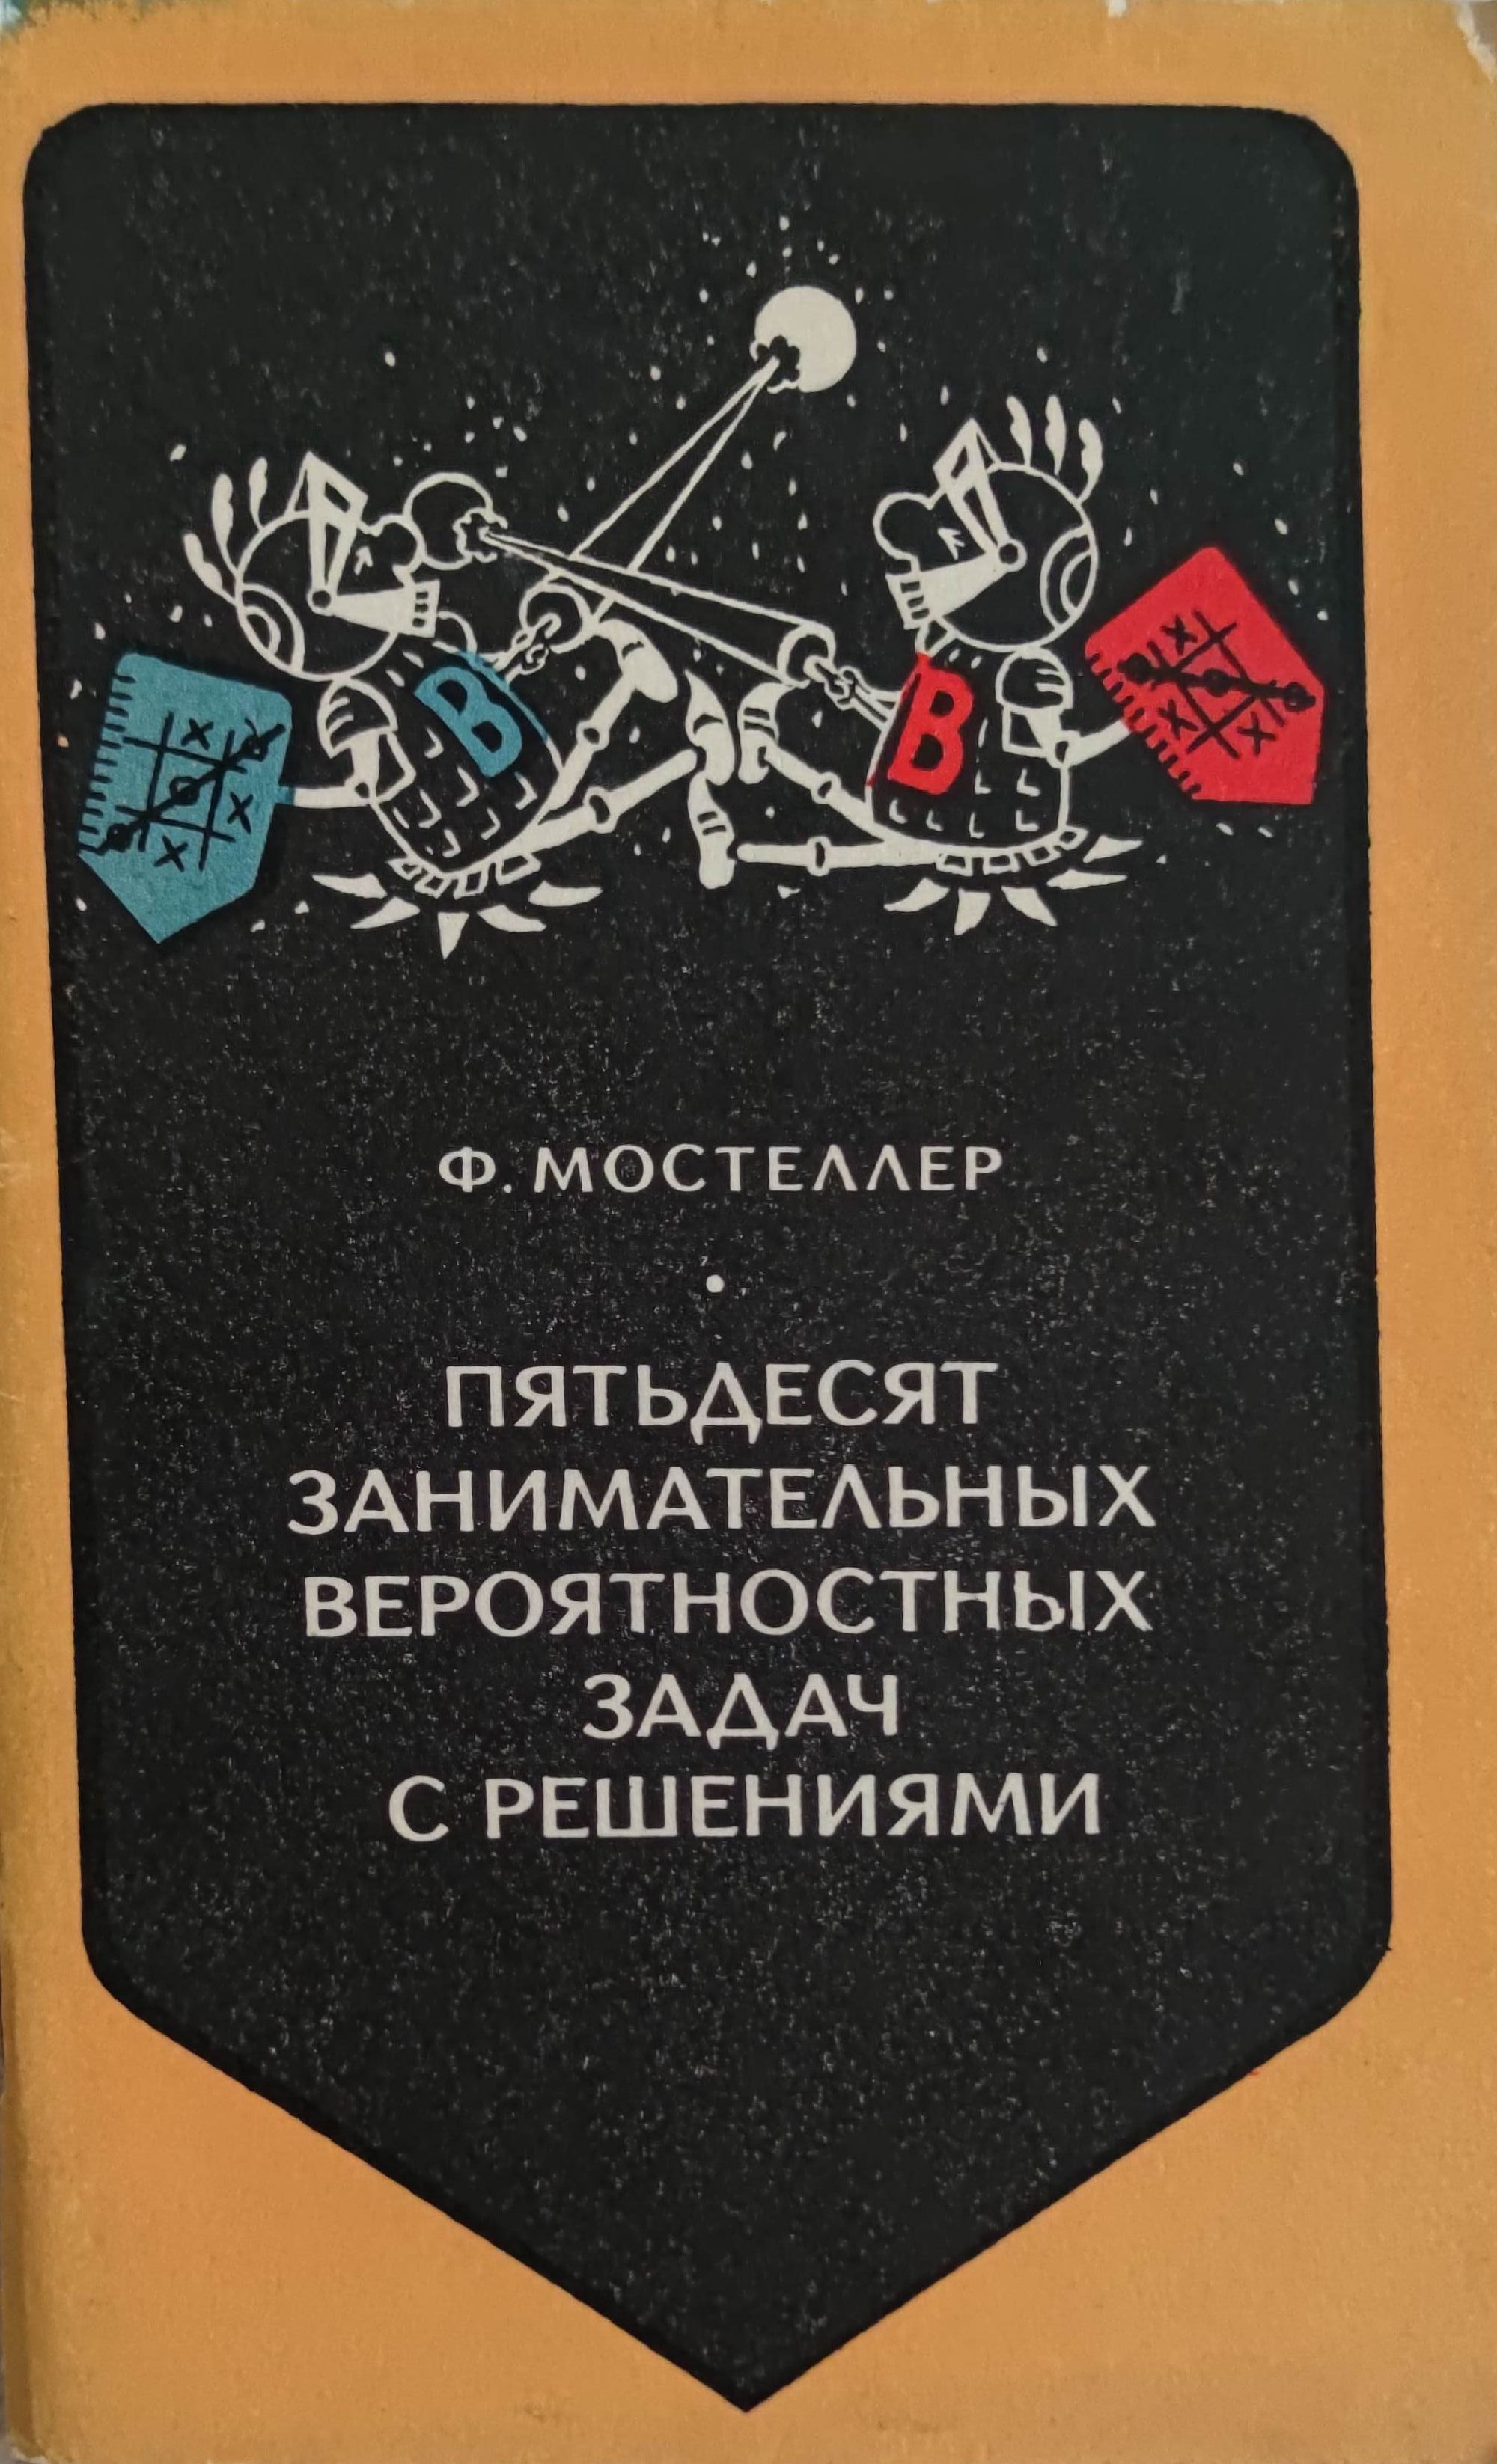 В
В
Ф. МОСТЕЛЛЕР
ПЯТЬДЕСЯТ
ЗАНИМАТЕЛЬНЫХ
ВЕРОЯТНОСТНЫХ
ЗАДАЧ
С РЕШЕНИЯМИ